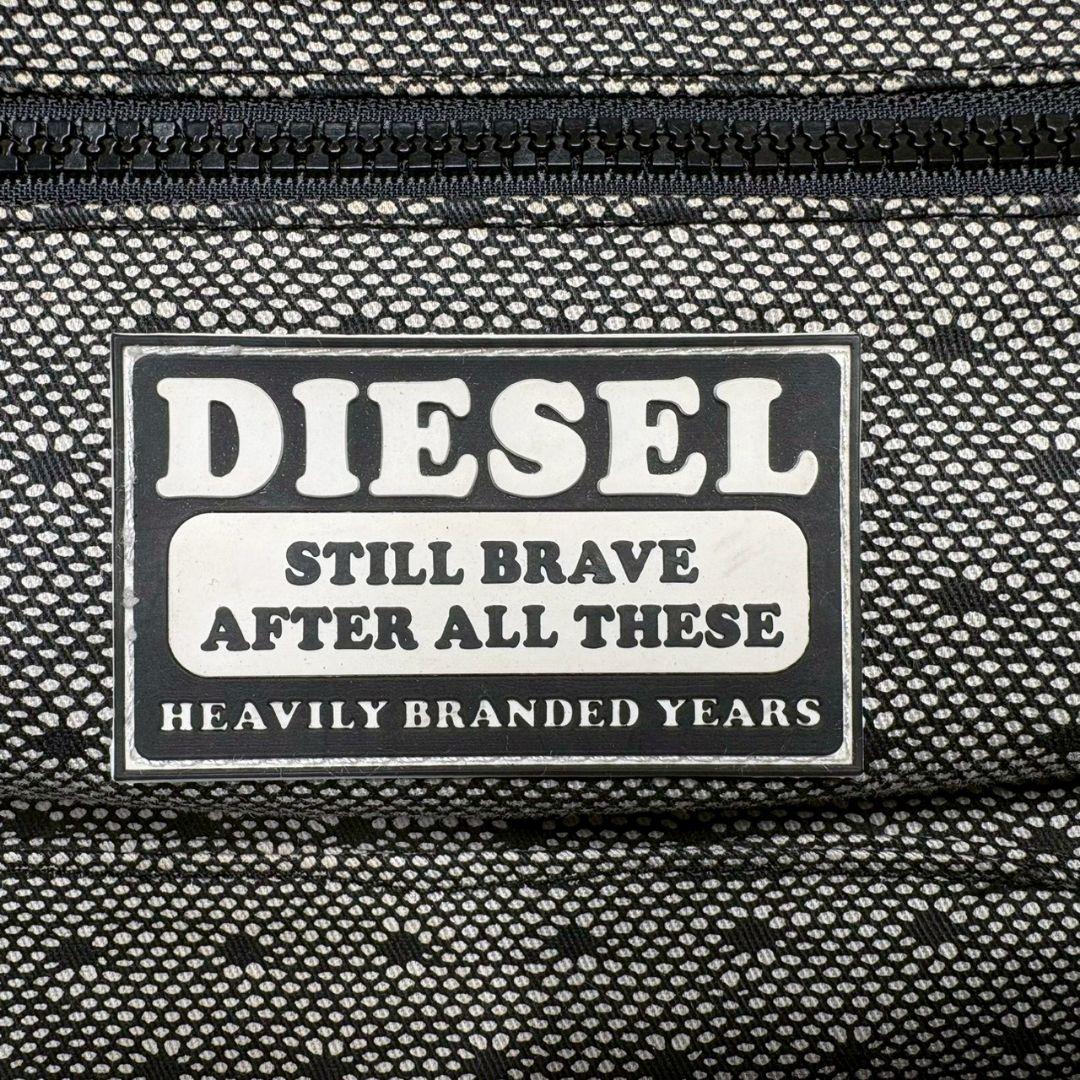 DIESEL
STILL BRAVE
AFTER ALL THESE
HEAVILY BRANDED YEARS